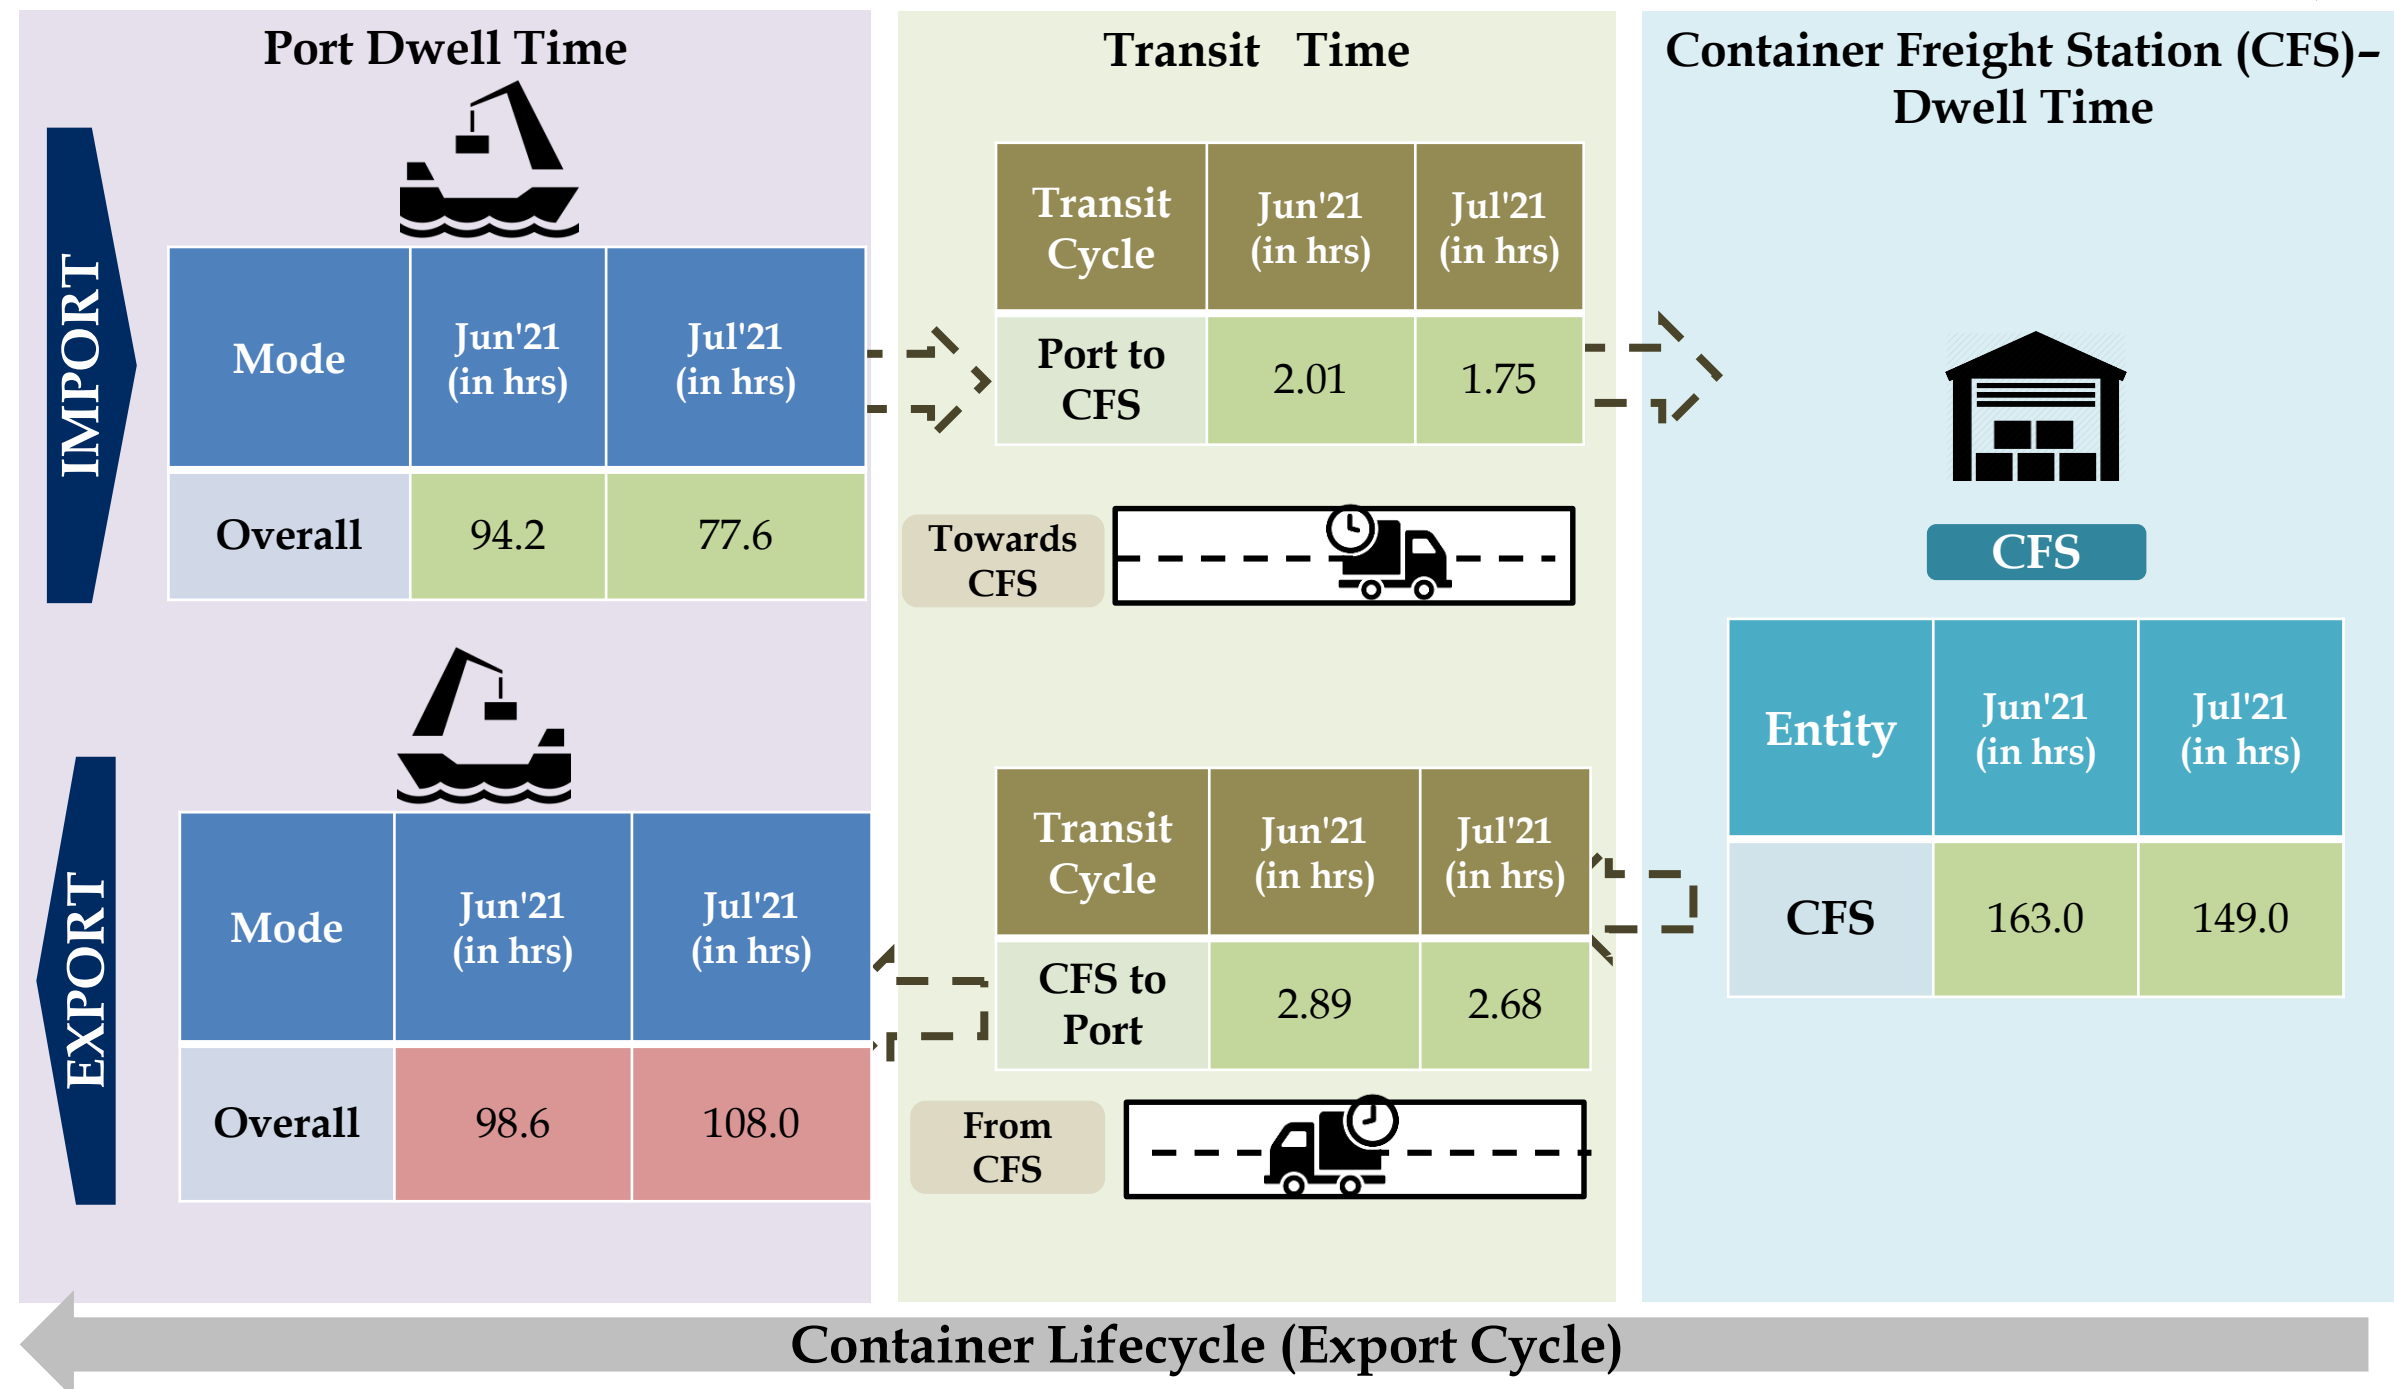 Port Dwell Time
IMPORT
Mode
Jun'21
(in hrs)
Jul'21
(in hrs)
Overall
94.2
77.6
EXPORT
Mode
Jun'21
(in hrs)
Jul'21
(in hrs)
Overall
98.6
108.0
Transit Time
Transit
Cycle
Jun'21
(in hrs)
Jul'21
(in hrs)
Port to
CFS
2.01
1.75
Towards
CFS
Transit
Cycle
Jun'21
(in hrs)
Jul'21
(in hrs)
CFS to
Port
2.89
2.68
From
CFS
Container Freight Station (CFS)–
Dwell Time
CFS
Entity
Jun'21
(in hrs)
Jul'21
(in hrs)
CFS
163.0
149.0
Container Lifecycle (Export Cycle)